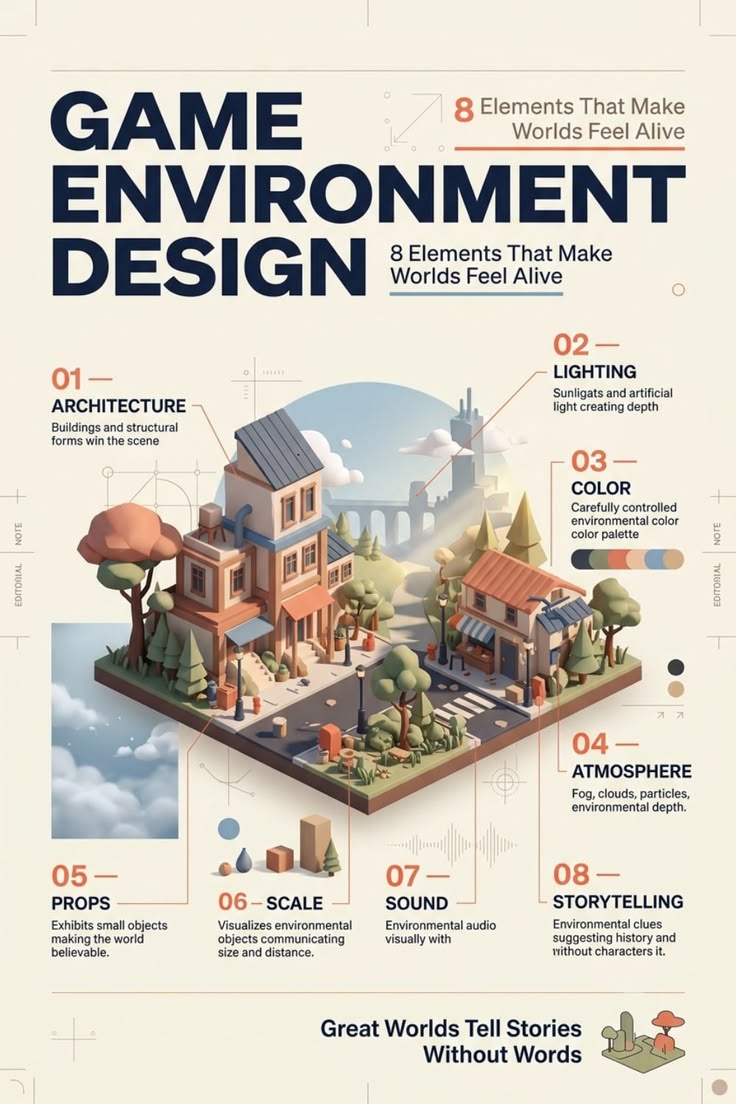 GAME
ENVIRONMENT
DESIGN
8 Elements That Make
Worlds Feel Alive
8 Elements That Make
Worlds Feel Alive
01 —
ARCHITECTURE
Buildings and structural
forms win the scene
02 —
LIGHTING
Sunligats and artificial
light creating depth
03 —
COLOR
Carefully controlled
environmental color
color palette
NOTE
EDITORIAL
NOTE
EDITORIAL
04 —
ATMOSPHERE
Fog, clouds, particles,
environmental depth.
05 —
PROPS
Exhibits small objects
making the world
believable.
06 – SCALE
Visualizes environmental
objects communicating
size and distance.
07 —
SOUND
Environmental audio
visually with
08 —
STORYTELLING
Environmental clues
suggesting history and
without characters it.
Great Worlds Tell Stories
Without Words